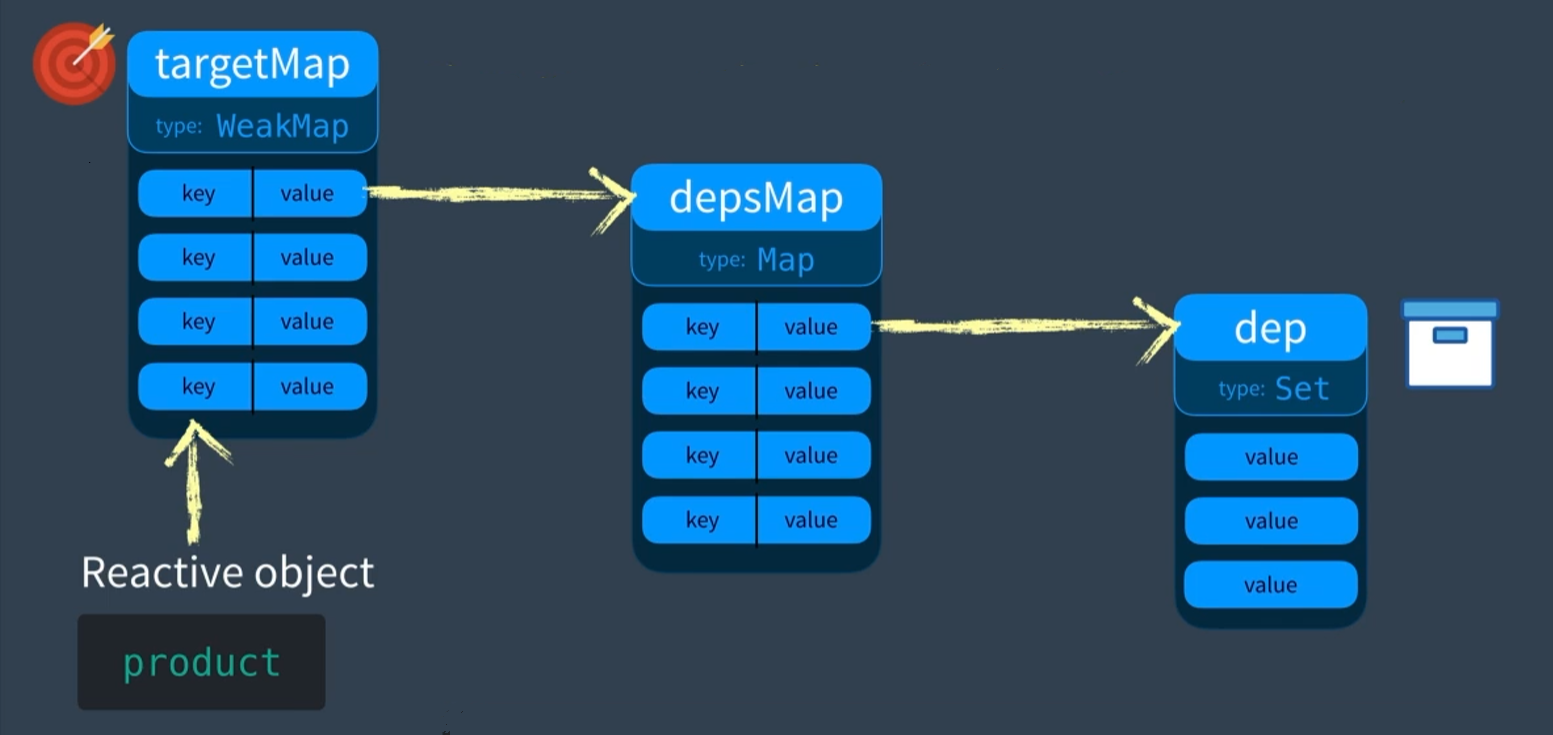 targetMap
type: WeakMap
key value
key value
key value
key value
Reactive object
product
depsMap
type: Map
key value
key value
key value
key value
dep
type: Set
value
value
value